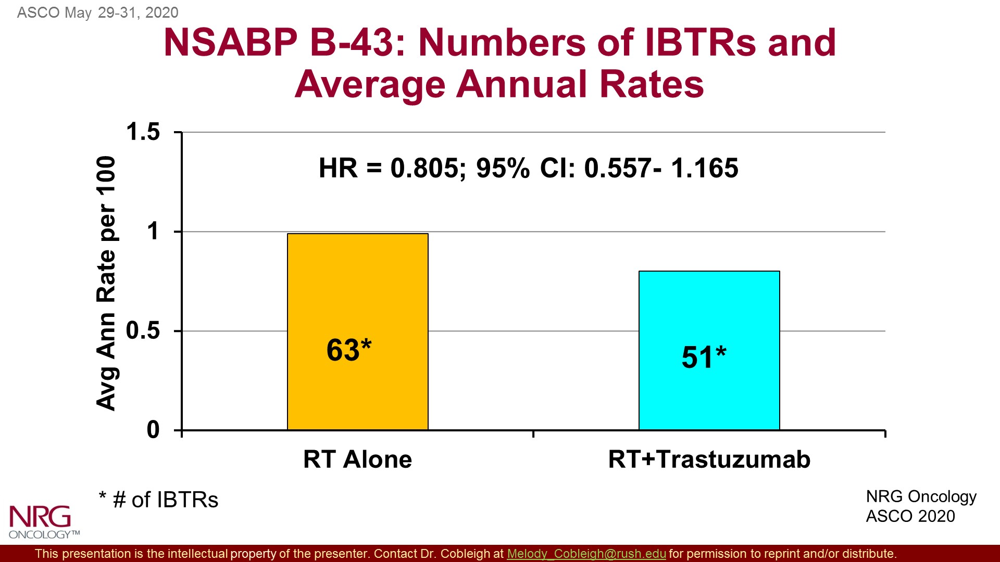 ASCO May 29-31, 2020
NSABP B-43: Numbers of IBTRs and
Average Annual Rates
Avg Ann Rate per 100
1.5
1
0.5
0
HR = 0.805; 95% CI: 0.557- 1.165
63*
51*
RT Alone
RT+Trastuzumab
* # of IBTRs
NRG
ONCOLOGY™
NRG Oncology
ASCO 2020
This presentation is the intellectual property of the presenter. Contact Dr. Cobleigh at Melody_Cobleigh@rush.edu for permission to reprint and/or distribute.